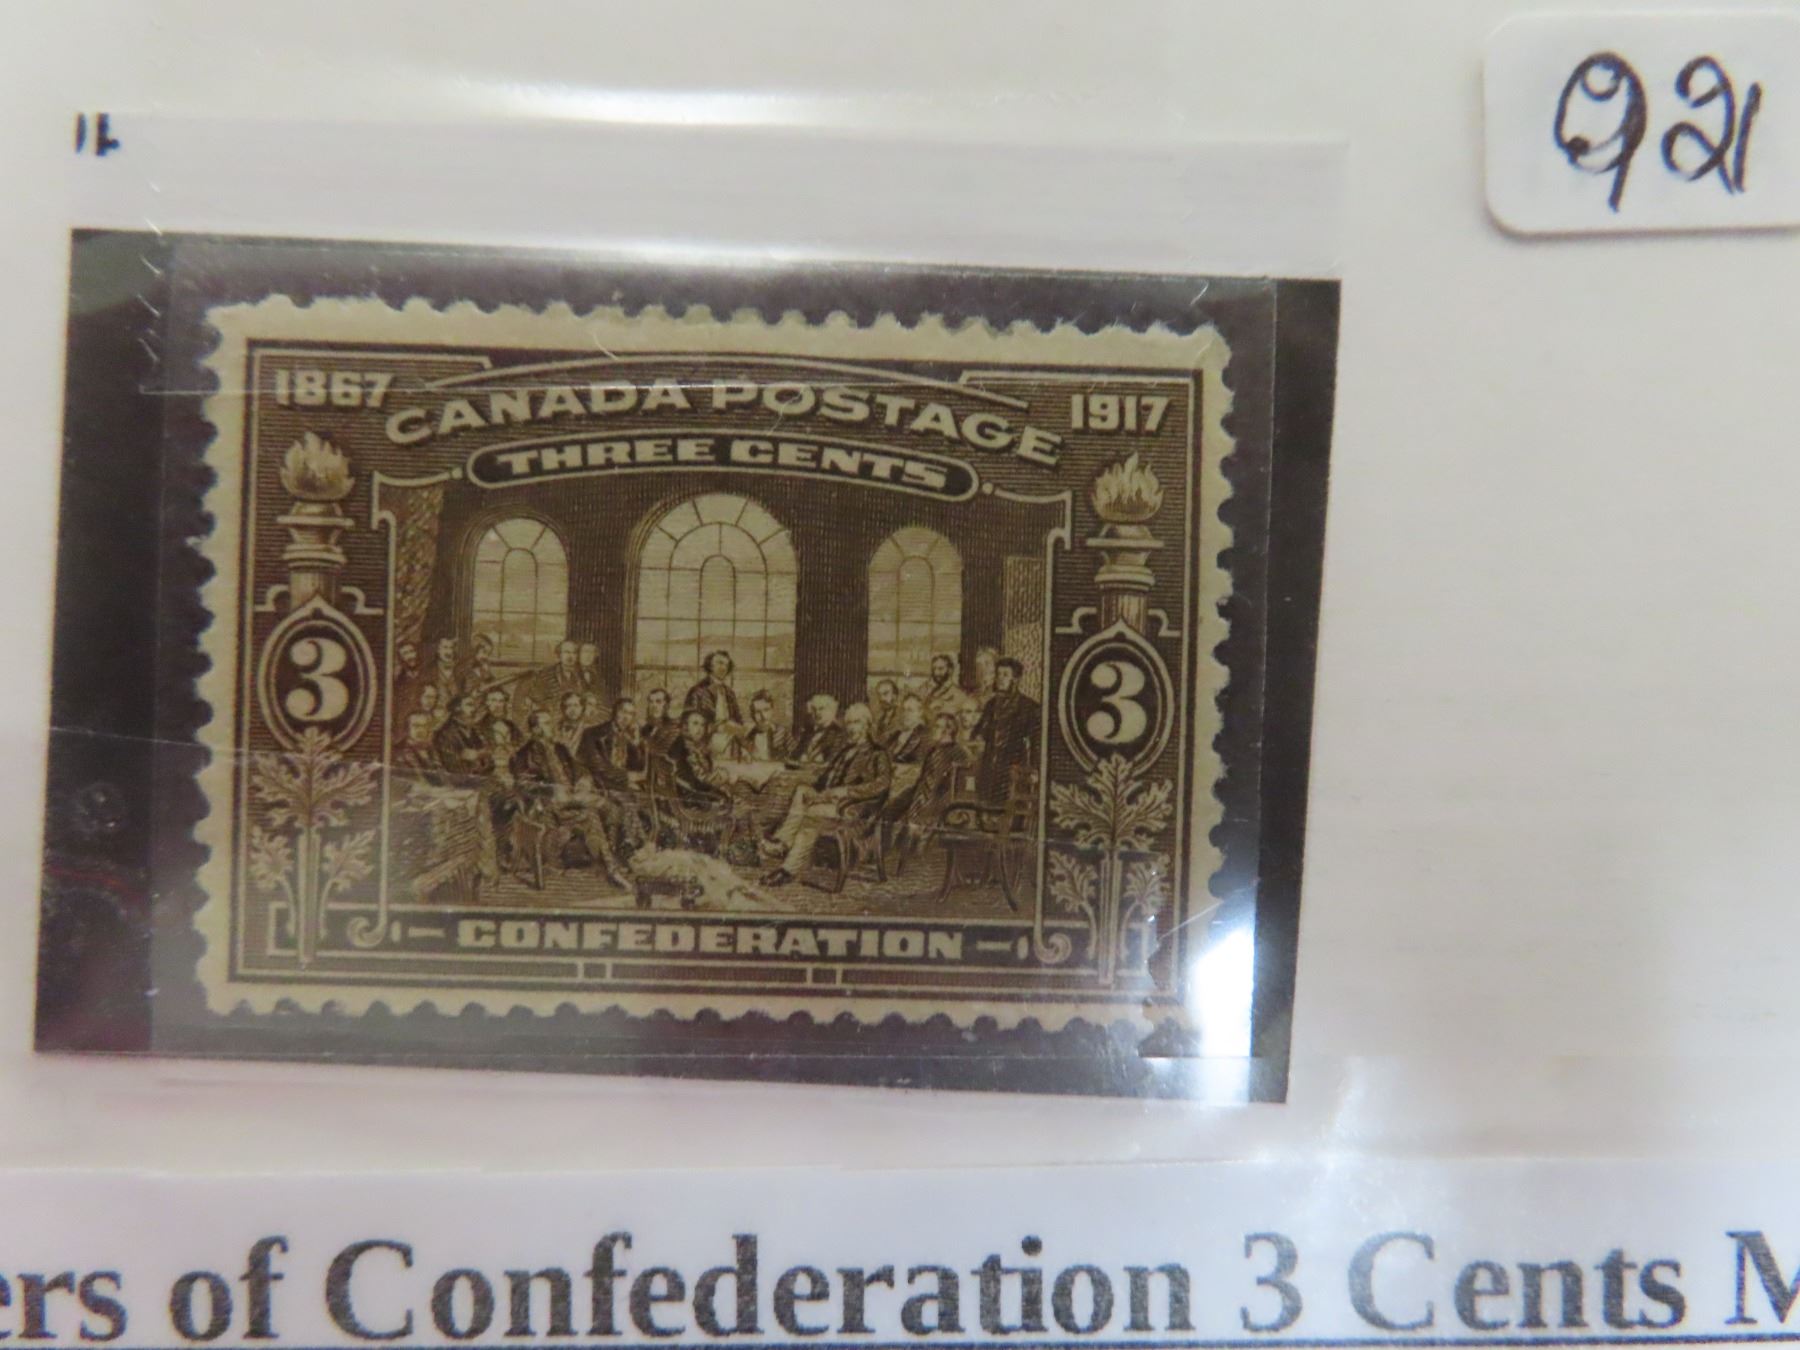 92
1867 CANADA POSTAGE 1917
THREE CENTS
3 3
CONFEDERATION
ers of Confederation 3 Cents M